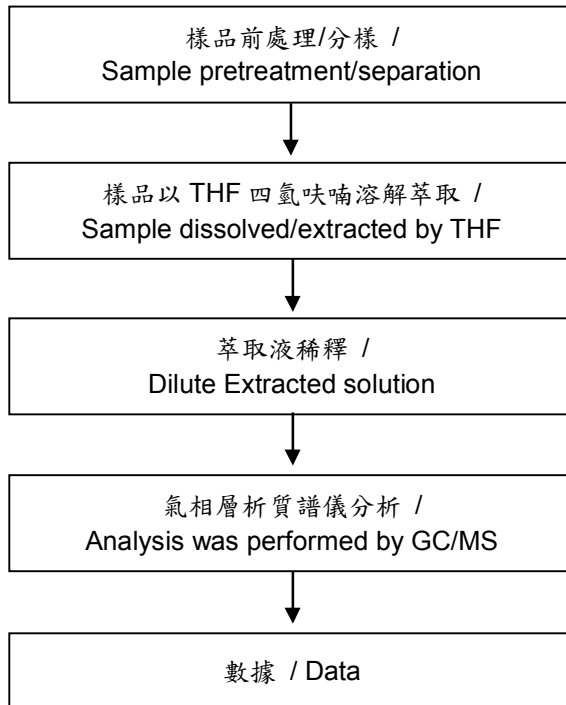 樣品前處理/分樣 /
Sample pretreatment/separation
樣品以 THF 四氫呋喃溶解萃取 /
Sample dissolved/extracted by THF
萃取液稀釋 /
Dilute Extracted solution
氣相層析質譜儀分析 /
Analysis was performed by GC/MS
數據 / Data